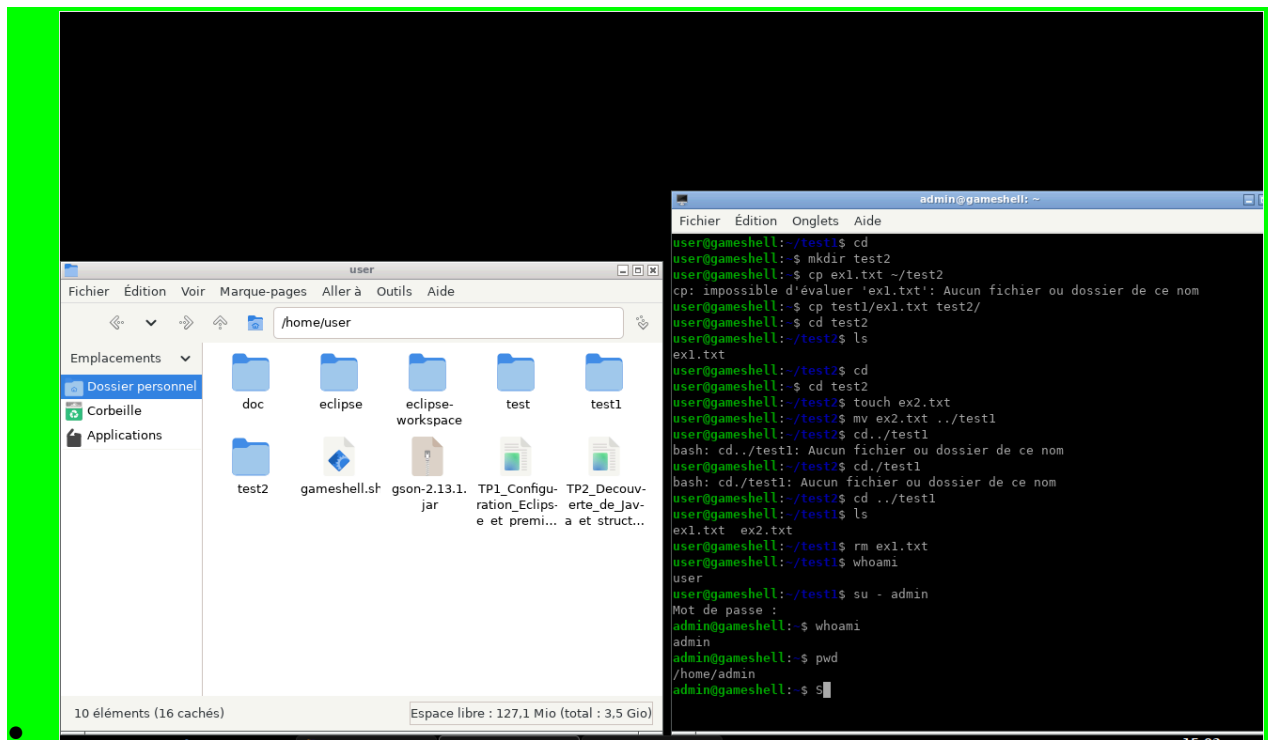 user
Fichier Édition Voir Marque-pages Aller à Outils Aide
/home/user
Emplacements
Dossier personnel
Corbeille
Applications
doc
eclipse
eclipse-
workspace
test
test1
test2
gameshell.sh
gson-2.13.1.
jar
TP1_Configu-
ration_Eclips-
e et premi...
TP2_Decouv-
erte_de_Jav-
a et struct...
10 éléments (16 cachés)
Espace libre : 127,1 Mio (total : 3,5 Gio)
admin@gameshell: ~
Fichier Édition Onglets Aide
user@gameshell:~/test1$ cd
user@gameshell:~$ mkdir test2
user@gameshell:~$ cp ex1.txt ~/test2
cp: impossible d'évaluer 'ex1.txt': Aucun fichier ou dossier de ce nom
user@gameshell:~$ cp test1/ex1.txt test2/
user@gameshell:~$ cd test2
user@gameshell:~/test2$ ls
ex1.txt
user@gameshell:~/test2$ cd
user@gameshell:~$ cd test2
user@gameshell:~/test2$ touch ex2.txt
user@gameshell:~/test2$ mv ex2.txt ../test1
user@gameshell:~/test2$ cd../test1
bash: cd../test1: Aucun fichier ou dossier de ce nom
user@gameshell:~/test2$ cd./test1
bash: cd./test1: Aucun fichier ou dossier de ce nom
user@gameshell:~/test2$ cd ../test1
user@gameshell:~/test1$ ls
ex1.txt  ex2.txt
user@gameshell:~/test1$ rm ex1.txt
user@gameshell:~/test1$ whoami
user
user@gameshell:~/test1$ su - admin
Mot de passe :
admin@gameshell:~$ whoami
admin
admin@gameshell:~$ pwd
/home/admin
admin@gameshell:~$ S